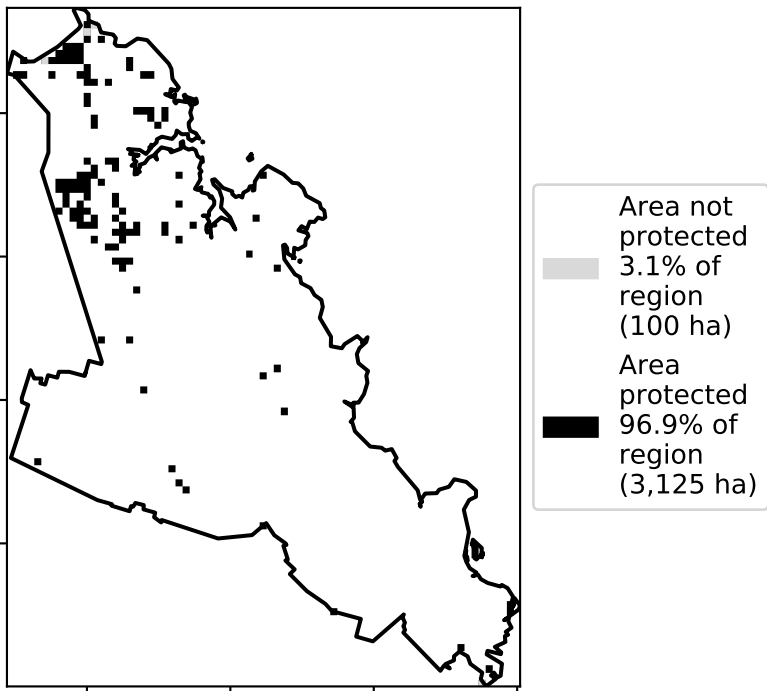 Area not
protected
3.1% of
region
(100 ha)
Area
protected
96.9% of
region
(3,125 ha)